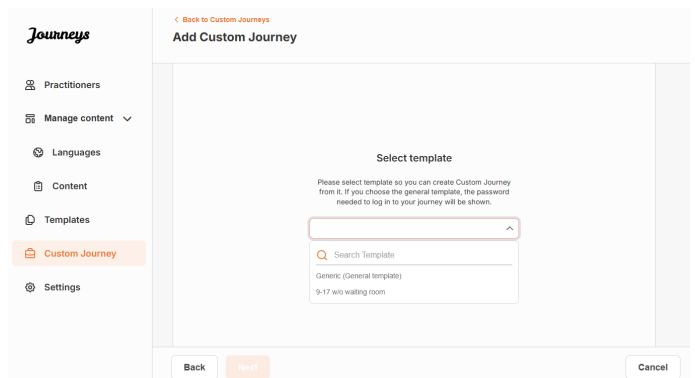 Journeys
Back to Custom Journeys
Add Custom Journey
Practitioners
Manage content
Languages
Content
Templates
Custom Journey
Settings
Select template
Please select template so you can create Custom Journey
from it. If you choose the general template, the password
needed to log in to your journey will be shown.
Search Template
Generic (General template)
9-17 w/o waiting room
Back
Next
Cancel